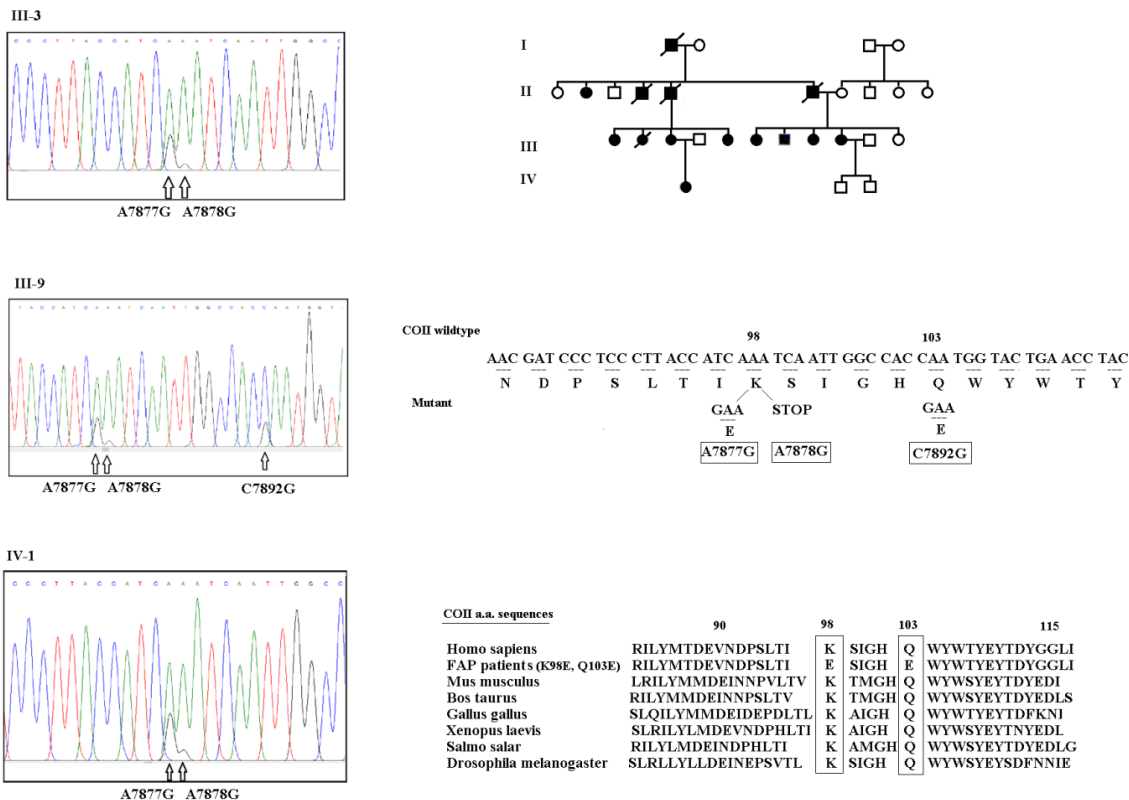 III-3
C C C T T A C C A T C A A A T C A A T T G G C C
A7877G A7878G
I
II
III
IV
III-9
T A C C A T C A A A T C A A T T G G C C A C C A A T G G T
A7877G A7878G C7892G
98 103
COII wildtype
AAC GAT CCC TCC CTT ACC ATC AAA TCA ATT GGC CAC CAA TGG TAC TGA ACC TAC
N D P S L T I K S I G H Q W Y W T Y
Mutant
GAA STOP GAA
E E
A7877G A7878G C7892G
IV-1
C C C T T A C C A T C A A A T C A A T T G G C C
A7877G A7878G
COII a.a. sequences
90 98 103 115
Homo sapiens RILYMTDEVNDPSLTI K SIGH Q WYWTYEYTDYGGLI
FAP patients (K98E, Q103E) RILYMTDEVNDPSLTI E SIGH E WYWTYEYTDYGGLI
Mus musculus LRILYMMDEINNPVLTV K TMGH Q WYWSYEYTDYEDI
Bos taurus RILYMMDEINNPSLTV K TMGH Q WYWSYEYTDYEDLS
Gallus gallus SLQILYMMDEIDEPDLTL K AIGH Q WYWTYEYTDFKNI
Xenopus laevis SLRILYLMDEVNDPHLTI K AIGH Q WYWSYEYTNYEDL
Salmo salar RILYLMDEINDPHLTI K AMGH Q WYWSYEYTDYEDLG
Drosophila melanogaster SLRLLYLLDEINEPSVTL K SIGH Q WYWSYEYSDFNNIE